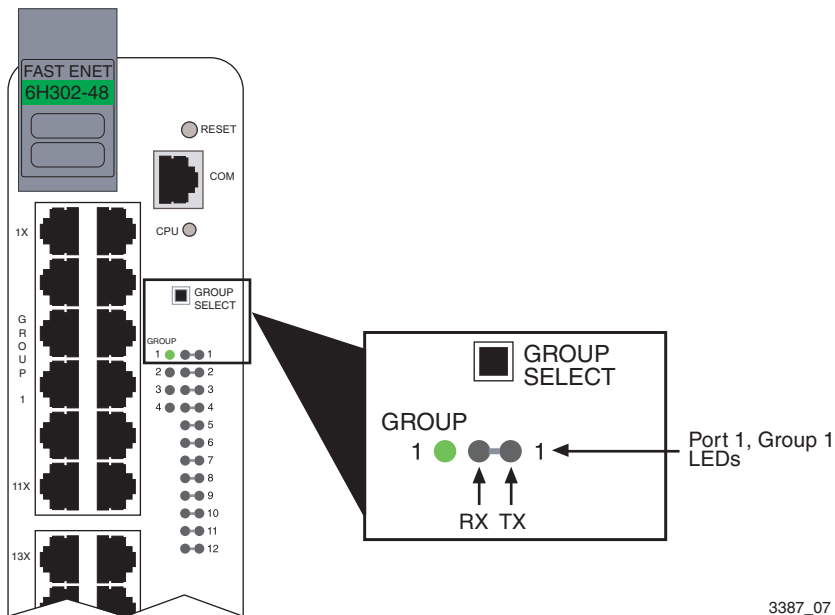 FAST ENET
6H302-48
RESET
COM
CPU
1X
GROUP 1
11X
13X
GROUP
SELECT
GROUP
1 1
2 2
3 3
4 4
5
6
7
8
9
10
11
12
GROUP
SELECT
GROUP
1 1
RX TX
Port 1, Group 1
LEDs
3387_07